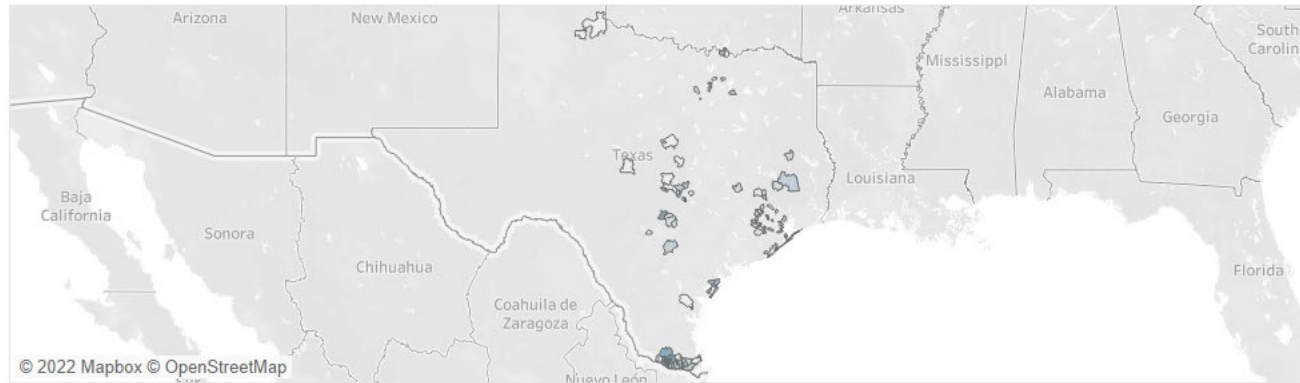 Arizona
New Mexico
Arkansas
South
Carolin
Mississippi
Alabama
Georgia
Texas
Louisiana
Baja
California
Sonora
Chihuahua
Florida
Coahuila de
Zaragoza
Nuevo León
© 2022 Mapbox © OpenStreetMap